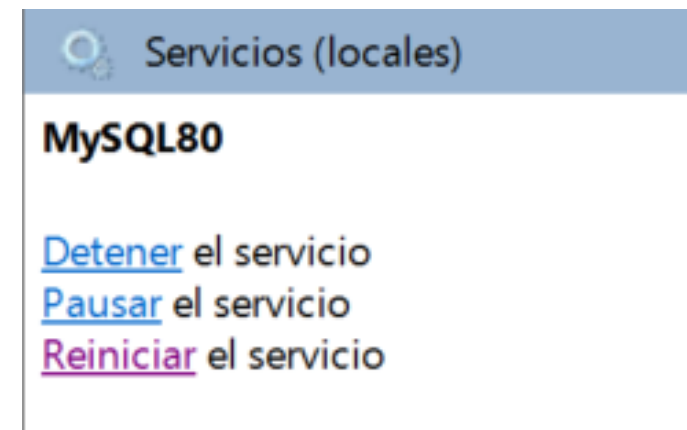 Servicios (locales)
MySQL80
Detener el servicio
Pausar el servicio
Reiniciar el servicio